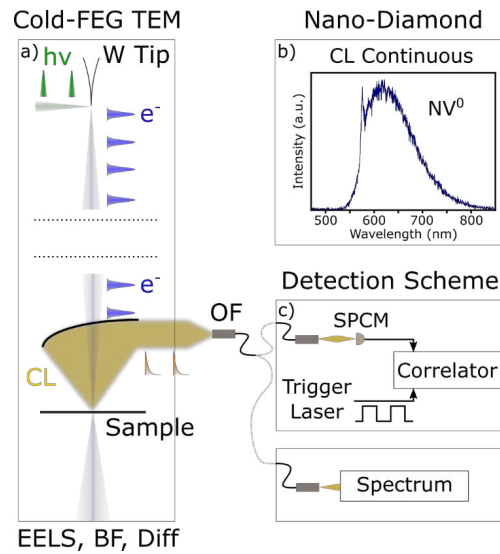 Cold-FEG TEM
a)
hν
W Tip
e-
e-
CL
OF
Sample
EELS, BF, Diff
Nano-Diamond
b)
CL Continuous
NV⁰
Intensity (a.u.)
500
600
700
800
Wavelength (nm)
Detection Scheme
c)
SPCM
Correlator
Trigger
Laser
Spectrum